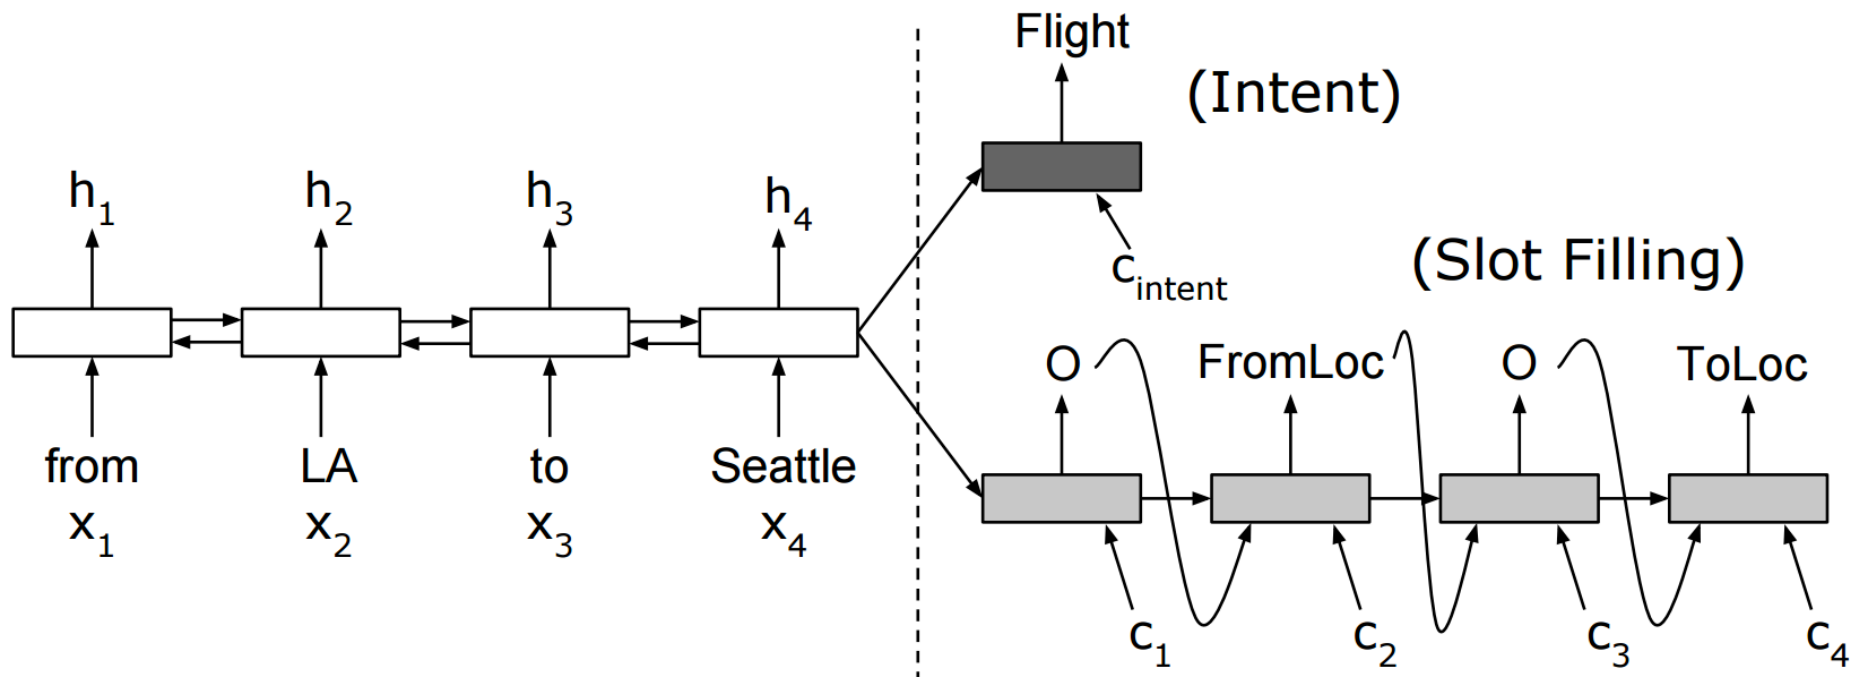 Flight
(Intent)
h1 h2 h3 h4
cintent
(Slot Filling)
O FromLoc O ToLoc
from LA to Seattle
x1 x2 x3 x4
c1 c2 c3 c4